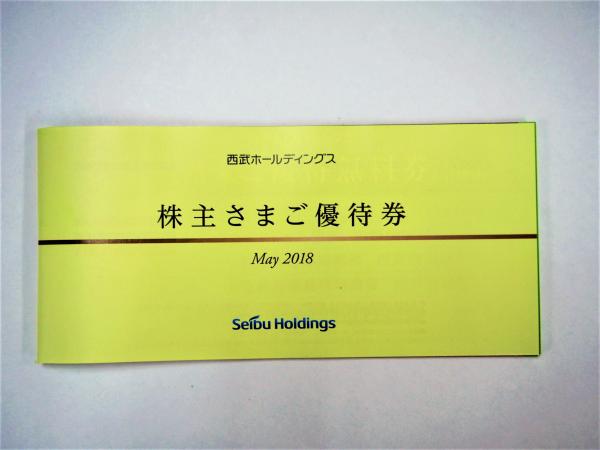 西武ホールディングス
株主さまご優待券
May 2018
Seibu Holdings